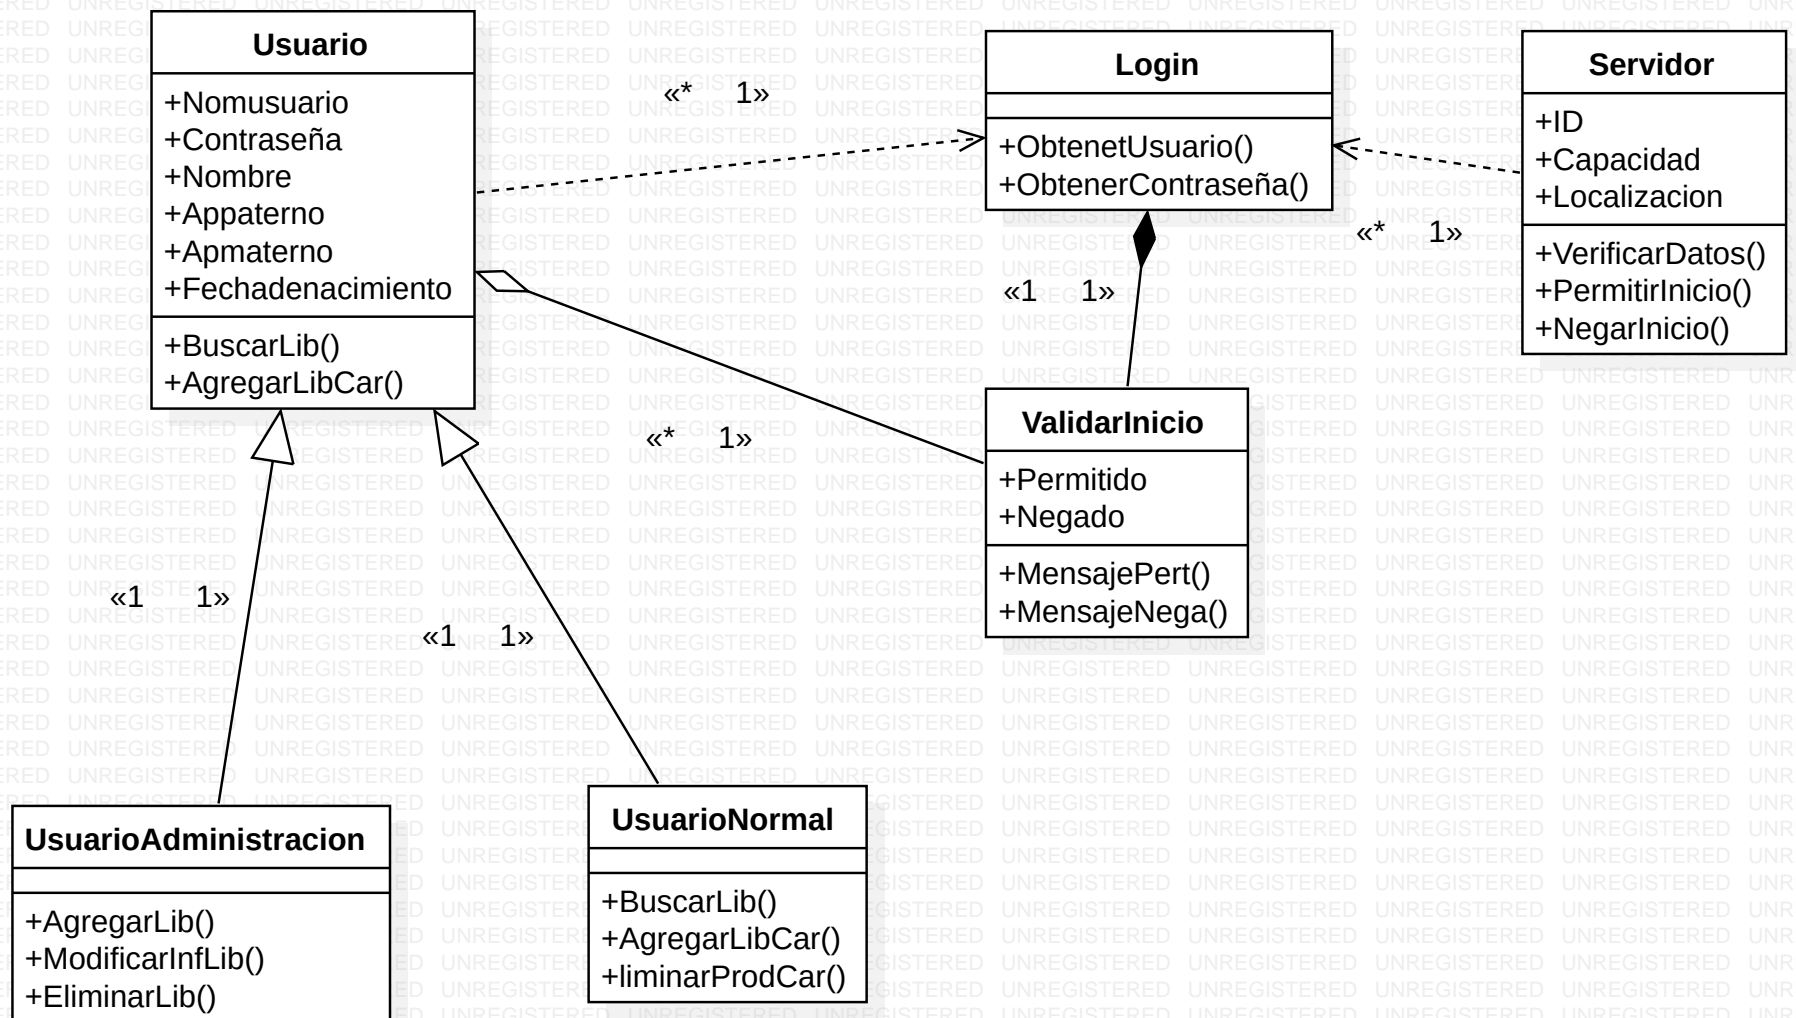 Usuario
+Nomusuario
+Contraseña
+Nombre
+Appaterno
+Apmaterno
+Fechadenacimiento
+BuscarLib()
+AgregarLibCar()
«* 1»
Login
+ObtenetUsuario()
+ObtenerContraseña()
Servidor
+ID
+Capacidad
+Localizacion
+VerificarDatos()
+PermitirInicio()
+NegarInicio()
«* 1»
«1 1»
«* 1»
ValidarInicio
+Permitido
+Negado
+MensajePert()
+MensajeNega()
«1 1»
«1 1»
UsuarioAdministracion
+AgregarLib()
+ModificarInfLib()
+EliminarLib()
UsuarioNormal
+BuscarLib()
+AgregarLibCar()
+liminarProdCar()
UNREGISTERED